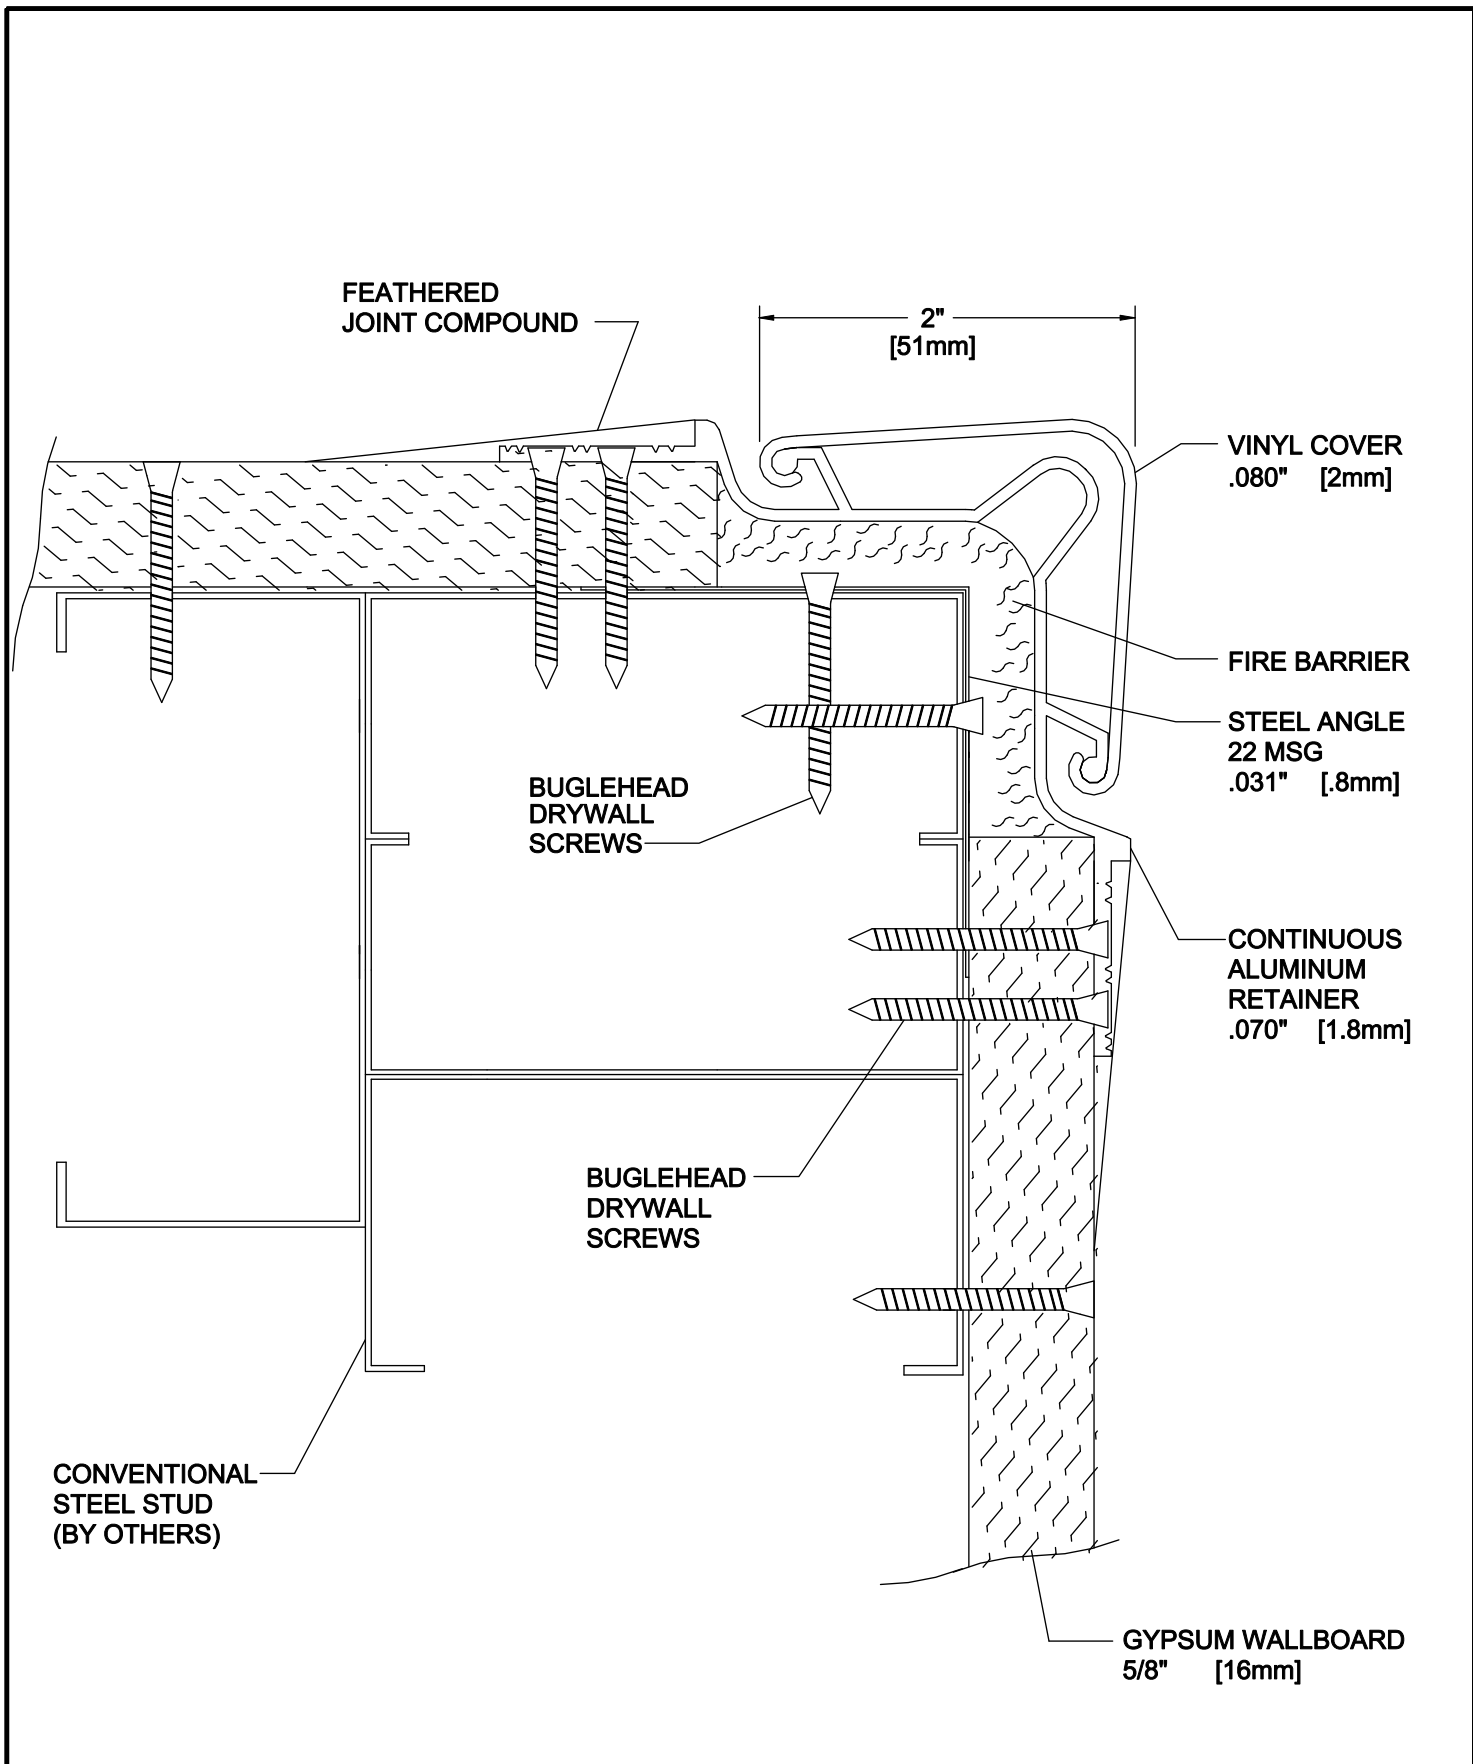 FEATHERED
JOINT COMPOUND
2"
[51mm]
VINYL COVER
.080" [2mm]
FIRE BARRIER
STEEL ANGLE
22 MSG
.031" [.8mm]
BUGLEHEAD
DRYWALL
SCREWS
CONTINUOUS
ALUMINUM
RETAINER
.070" [1.8mm]
BUGLEHEAD
DRYWALL
SCREWS
CONVENTIONAL
STEEL STUD
(BY OTHERS)
GYPSUM WALLBOARD
5/8" [16mm]